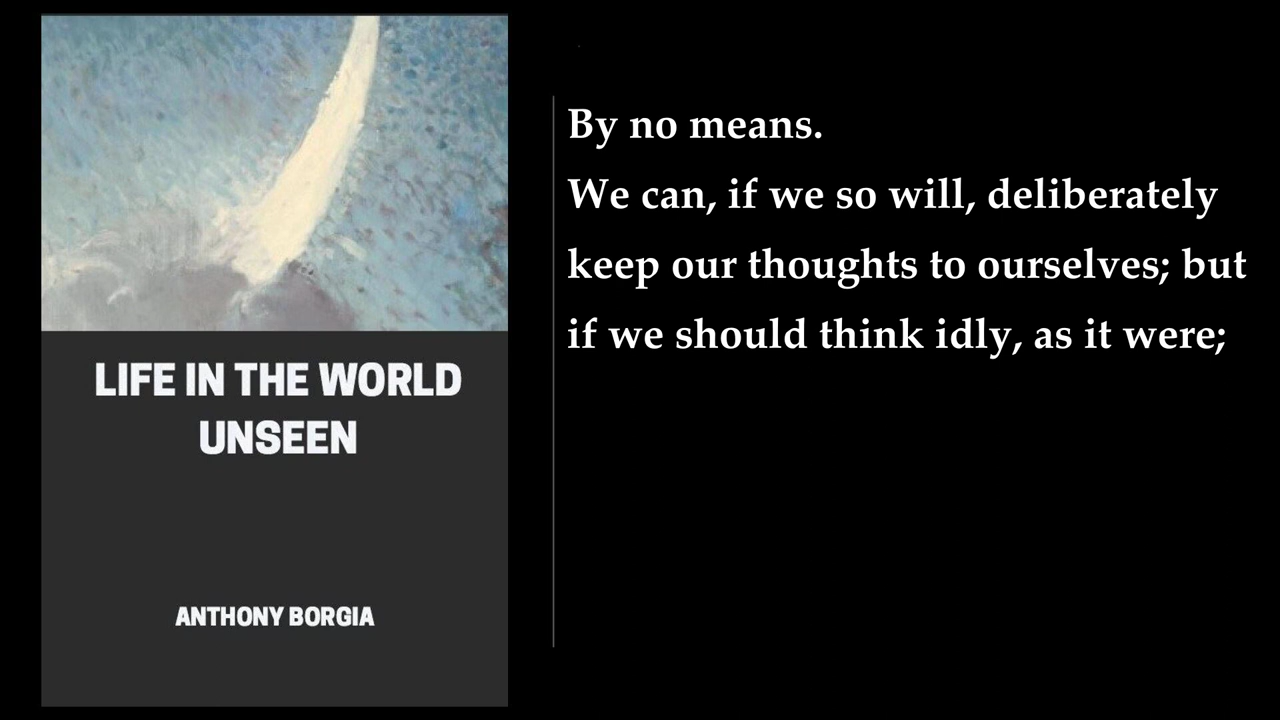 LIFE IN THE WORLD
UNSEEN
ANTHONY BORGIA
By no means.
We can, if we so will, deliberately
keep our thoughts to ourselves; but
if we should think idly, as it were;